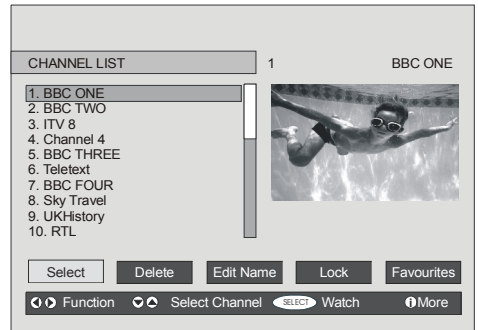 CHANNEL LIST 1 BBC ONE
1. BBC ONE
2. BBC TWO
3. ITV 8
4. Channel 4
5. BBC THREE
6. Teletext
7. BBC FOUR
8. Sky Travel
9. UKHistory
10. RTL
Select Delete Edit Name Lock Favourites
Function Select Channel SELECT Watch i More